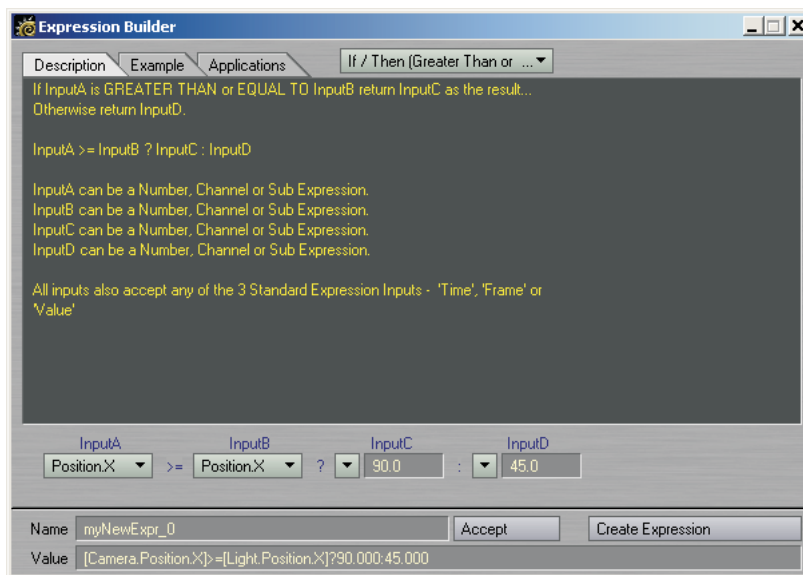 Expression Builder
Description Example Applications If / Then (Greater Than or ...
If InputA is GREATER THAN or EQUAL TO InputB return InputC as the result...
Otherwise return InputD.
InputA >= InputB ? InputC : InputD
InputA can be a Number, Channel or Sub Expression.
InputB can be a Number, Channel or Sub Expression.
InputC can be a Number, Channel or Sub Expression.
InputD can be a Number, Channel or Sub Expression.
All inputs also accept any of the 3 Standard Expression Inputs - 'Time', 'Frame' or
'Value'
InputA InputB InputC InputD
Position.X >= Position.X ? 90.0 : 45.0
Name myNewExpr_0 Accept Create Expression
Value [Camera.Position.X]>=[Light.Position.X]?90.000:45.000